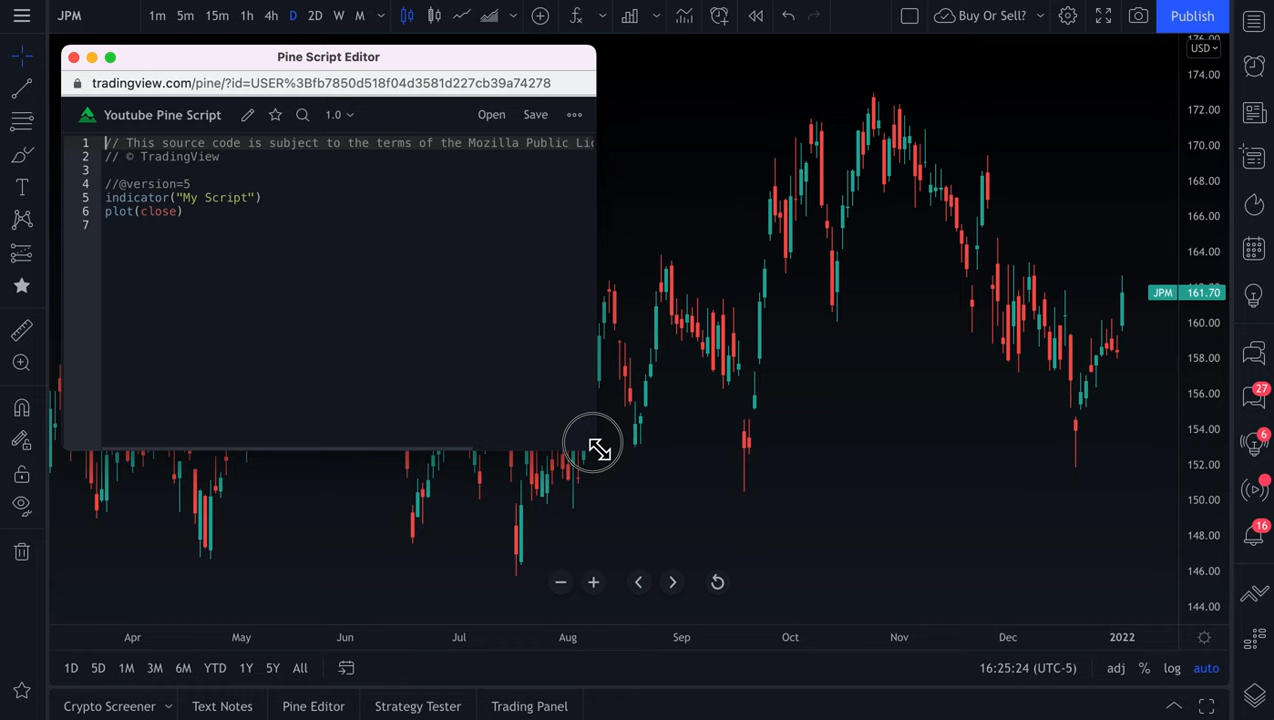 JPM
1m 5m 15m 1h 4h D 2D W M
Buy Or Sell?
Publish
Pine Script Editor
tradingview.com/pine/?id=USER%3Bfb7850d518f04d3581d227cb39a74278
Youtube Pine Script
1.0
Open
Save
1 // This source code is subject to the terms of the Mozilla Public Lic
2 // © TradingView
3
4 //@version=5
5 indicator("My Script")
6 plot(close)
7
176.00
USD
174.00
172.00
170.00
168.00
166.00
164.00
JPM 161.70
160.00
158.00
156.00
154.00
152.00
150.00
148.00
146.00
144.00
27
6
16
Apr May Jun Jul Aug Sep Oct Nov Dec 2022
1D 5D 1M 3M 6M YTD 1Y 5Y All
16:25:24 (UTC-5)
adj % log auto
Crypto Screener
Text Notes
Pine Editor
Strategy Tester
Trading Panel